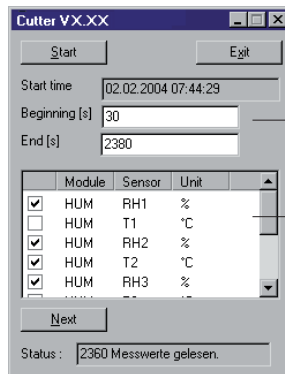 Cutter VX.XX
Start Exit
Start time 02.02.2004 07:44:29
Beginning [s] 30
End [s] 2380
Module Sensor Unit
HUM RH1 %
HUM T1 °C
HUM RH2 %
HUM T2 °C
HUM RH3 %
Next
Status : 2360 Messwerte gelesen.